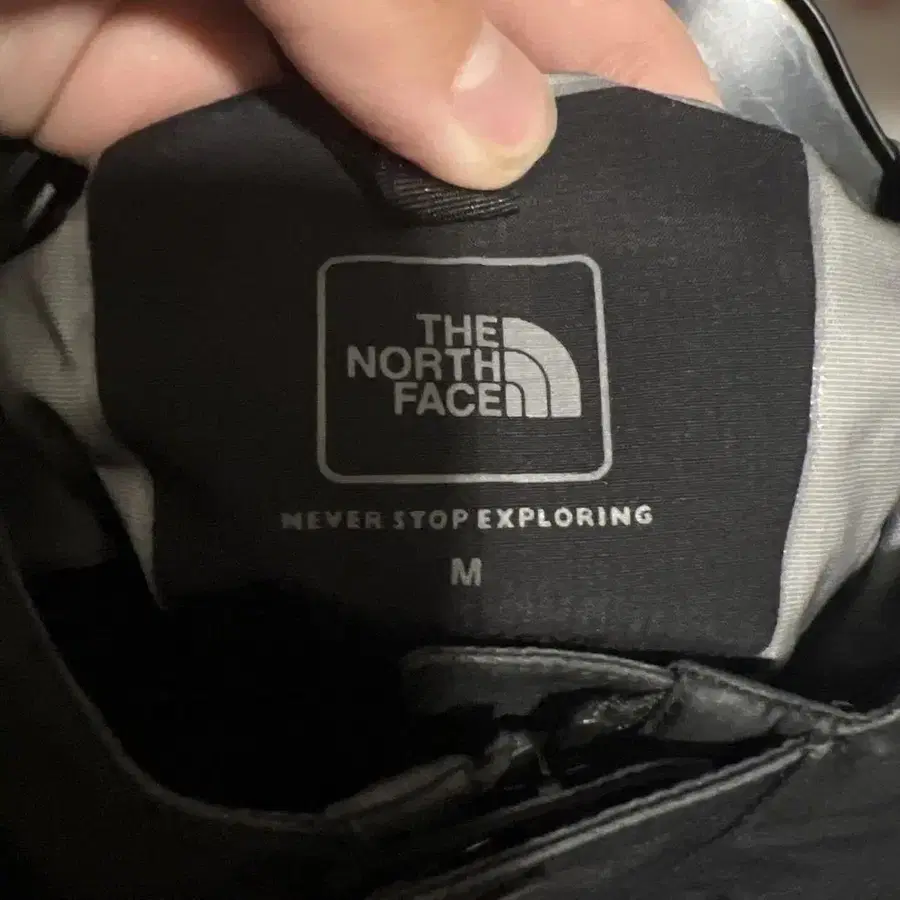 THE
NORTH
FACE
NEVER STOP EXPLORING
M